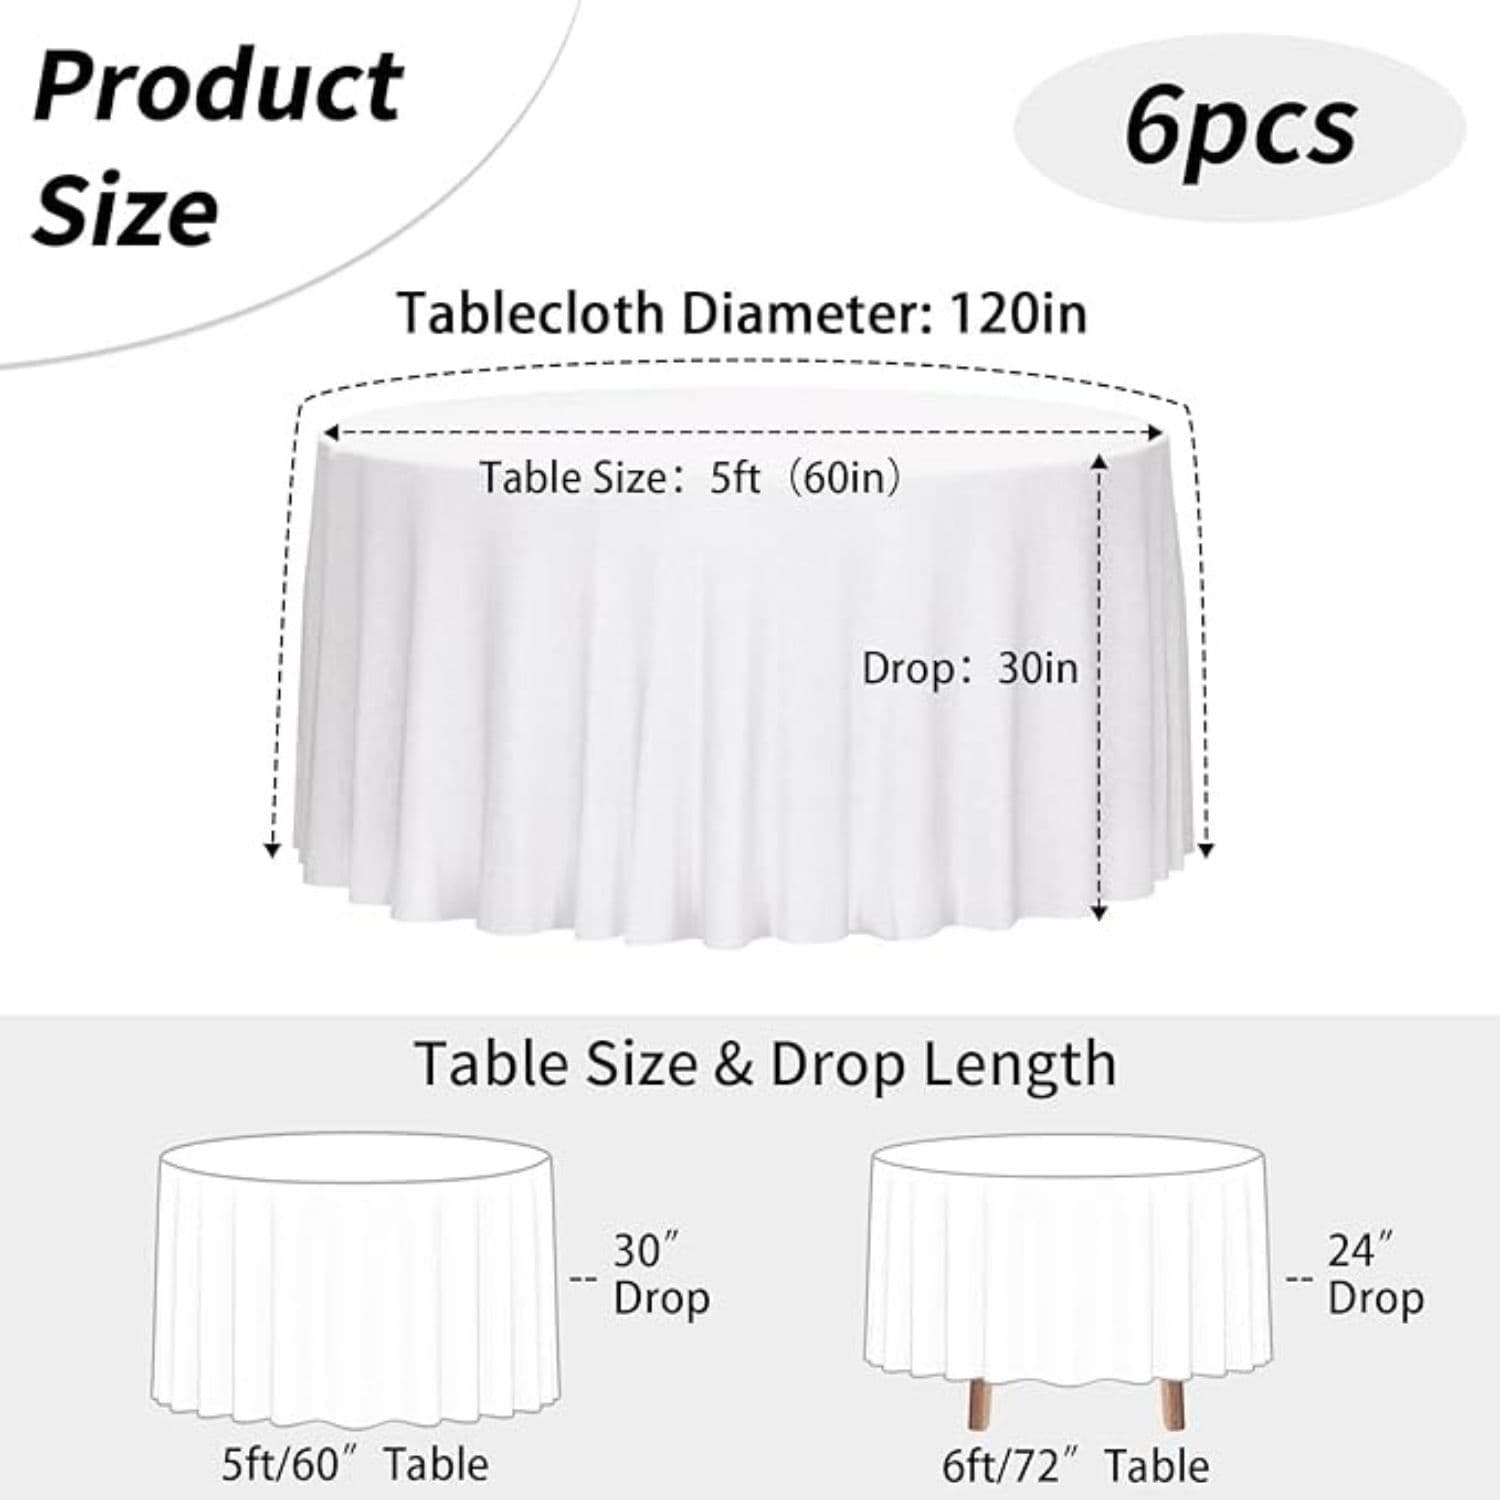 Product
Size
6pcs
Tablecloth Diameter: 120in
Table Size：5ft（60in）
Drop：30in
Table Size & Drop Length
30″
Drop
24″
Drop
5ft/60″ Table
6ft/72″ Table